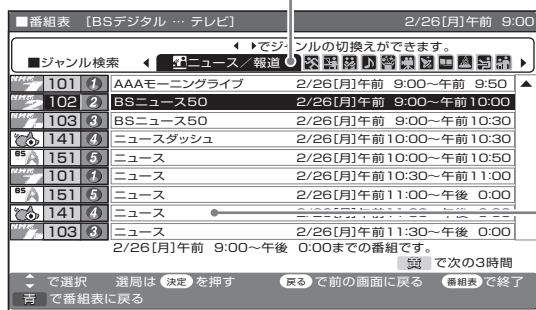 ■番組表 [BSデジタル … テレビ] 2/26[月]午前 9:00
◀ ▶でジャンルの切換えができます。
■ジャンル検索 ◀ ニュース／報道 ▶
101 1 AAAモーニングライブ 2/26[月]午前 9:00～午前 9:50 ▲
102 2 BSニュース50 2/26[月]午前 9:00～午前10:00
103 3 BSニュース50 2/26[月]午前 9:00～午前10:30
141 4 ニュースダッシュ 2/26[月]午前10:00～午前10:30
BS 151 5 ニュース 2/26[月]午前10:00～午前10:50
101 1 ニュース 2/26[月]午前10:30～午前11:00
BS 151 5 ニュース 2/26[月]午前11:00～午後 0:00
141 4 ニュース
103 3 ニュース 2/26[月]午前11:30～午後 0:00
2/26[月]午前 9:00～午後 0:00までの番組です。
で次の3時間
で選択 選局は 決定 を押す 戻る で前の画面に戻る 番組表 で終了
青 で番組表に戻る